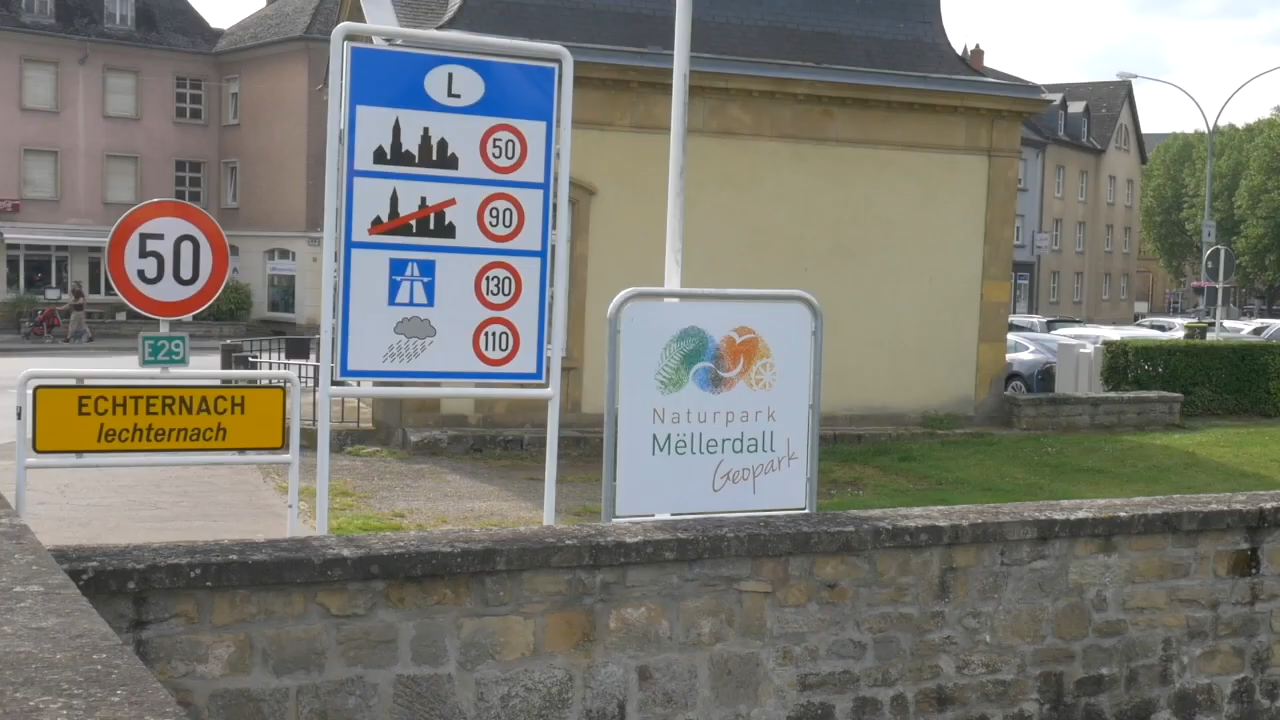 50
E29
ECHTERNACH
Iechternach
L
50
90
130
110
Naturpark
Mëllerdall
Geopark